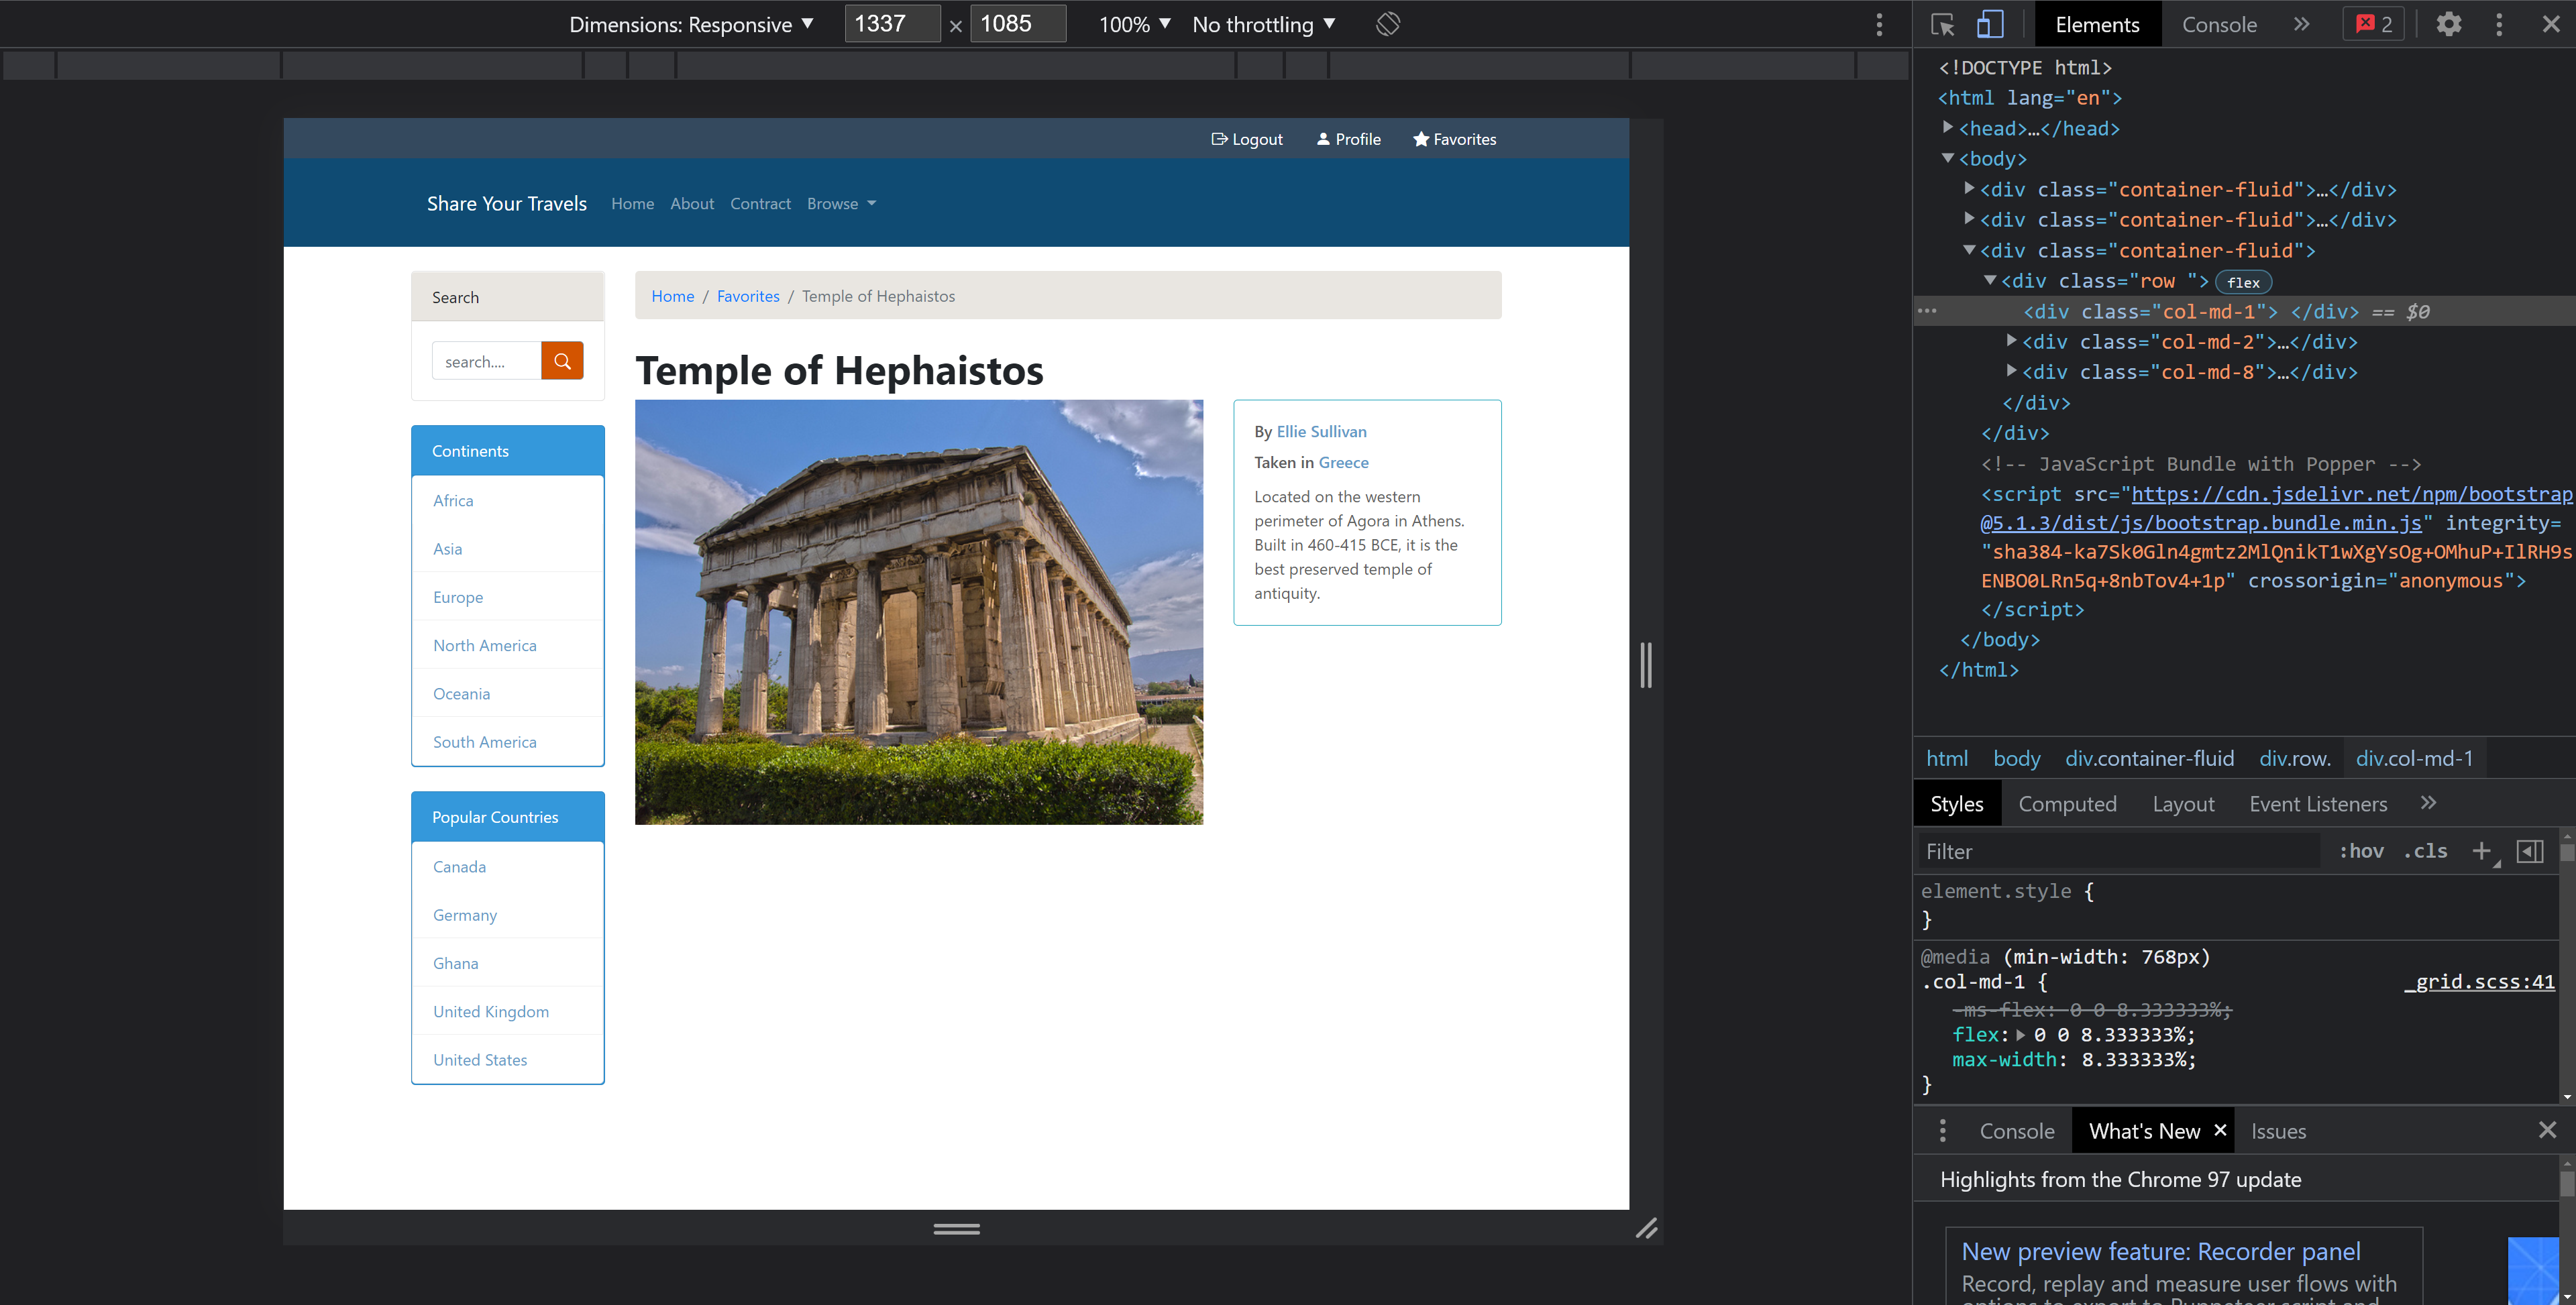 Dimensions: Responsive ▼ 1337 × 1085 100% ▼ No throttling ▼
Logout Profile Favorites
Share Your Travels Home About Contract Browse
Search
search....
Continents
Africa
Asia
Europe
North America
Oceania
South America
Popular Countries
Canada
Germany
Ghana
United Kingdom
United States
Home / Favorites / Temple of Hephaistos
Temple of Hephaistos
By Ellie Sullivan
Taken in Greece
Located on the western
perimeter of Agora in Athens.
Built in 460-415 BCE, it is the
best preserved temple of
antiquity.
Elements Console » 2
<!DOCTYPE html>
<html lang="en">
<head>…</head>
<body>
<div class="container-fluid">…</div>
<div class="container-fluid">…</div>
<div class="container-fluid">
<div class="row "> flex
<div class="col-md-1"> </div> == $0
<div class="col-md-2">…</div>
<div class="col-md-8">…</div>
</div>
</div>
<!-- JavaScript Bundle with Popper -->
<script src="https://cdn.jsdelivr.net/npm/bootstrap
@5.1.3/dist/js/bootstrap.bundle.min.js" integrity=
"sha384-ka7Sk0Gln4gmtz2MlQnikT1wXgYsOg+OMhuP+IlRH9s
ENBO0LRn5q+8nbTov4+1p" crossorigin="anonymous">
</script>
</body>
</html>
html body div.container-fluid div.row. div.col-md-1
Styles Computed Layout Event Listeners »
Filter :hov .cls +
element.style {
}
@media (min-width: 768px)
.col-md-1 { _grid.scss:41
-ms-flex: 0 0 8.333333%;
flex: 0 0 8.333333%;
max-width: 8.333333%;
}
Console What's New × Issues
Highlights from the Chrome 97 update
New preview feature: Recorder panel
Record, replay and measure user flows with